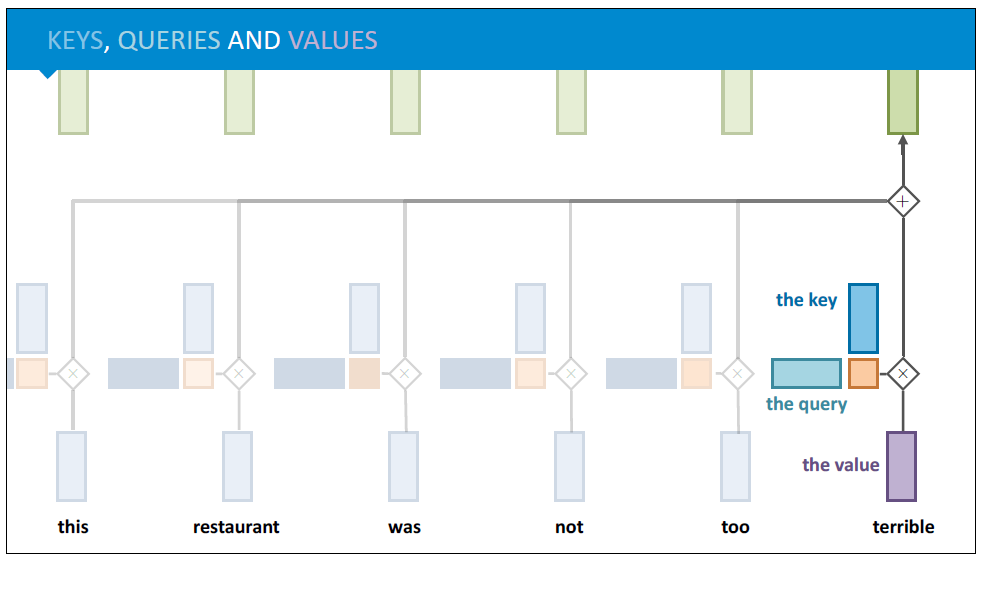 KEYS, QUERIES AND VALUES
the key
the query
the value
this restaurant was not too terrible